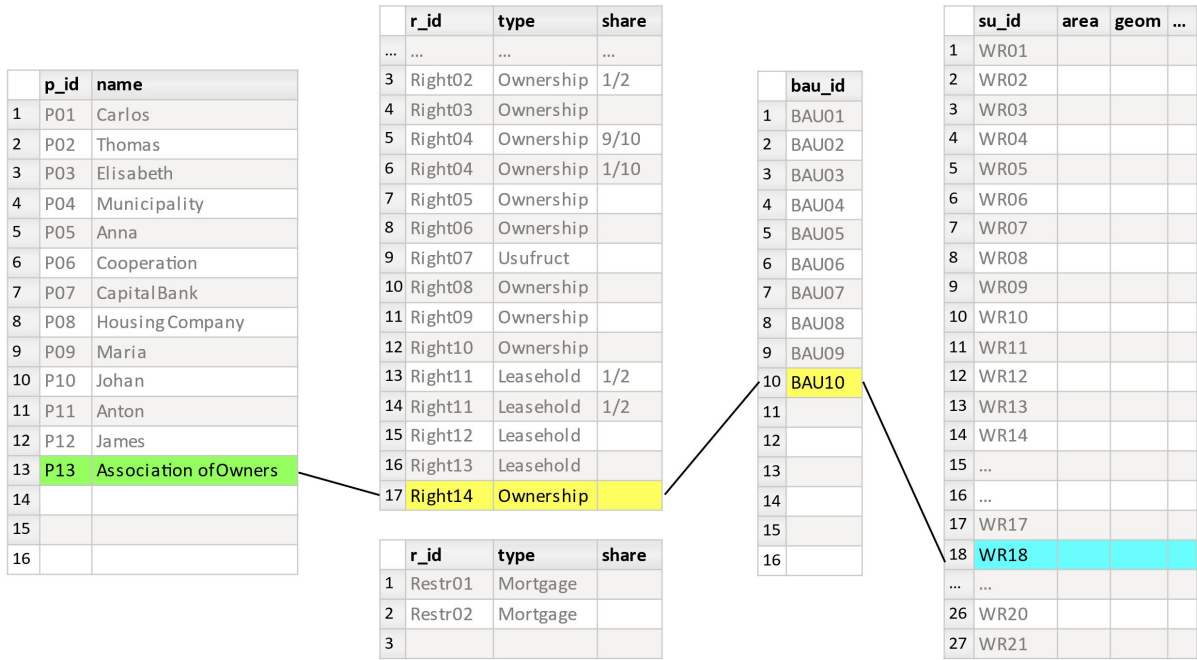 p_id name
1 P01 Carlos
2 P02 Thomas
3 P03 Elisabeth
4 P04 Municipality
5 P05 Anna
6 P06 Cooperation
7 P07 CapitalBank
8 P08 Housing Company
9 P09 Maria
10 P10 Johan
11 P11 Anton
12 P12 James
13 P13 Association of Owners
14
15
16
r_id type share
... ... ... ...
3 Right02 Ownership 1/2
4 Right03 Ownership
5 Right04 Ownership 9/10
6 Right04 Ownership 1/10
7 Right05 Ownership
8 Right06 Ownership
9 Right07 Usufruct
10 Right08 Ownership
11 Right09 Ownership
12 Right10 Ownership
13 Right11 Leasehold 1/2
14 Right11 Leasehold 1/2
15 Right12 Leasehold
16 Right13 Leasehold
17 Right14 Ownership
r_id type share
1 Restr01 Mortgage
2 Restr02 Mortgage
3
bau_id
1 BAU01
2 BAU02
3 BAU03
4 BAU04
5 BAU05
6 BAU06
7 BAU07
8 BAU08
9 BAU09
10 BAU10
11
12
13
14
15
16
su_id area geom ...
1 WR01
2 WR02
3 WR03
4 WR04
5 WR05
6 WR06
7 WR07
8 WR08
9 WR09
10 WR10
11 WR11
12 WR12
13 WR13
14 WR14
15 ...
16 ...
17 WR17
18 WR18
... ...
26 WR20
27 WR21